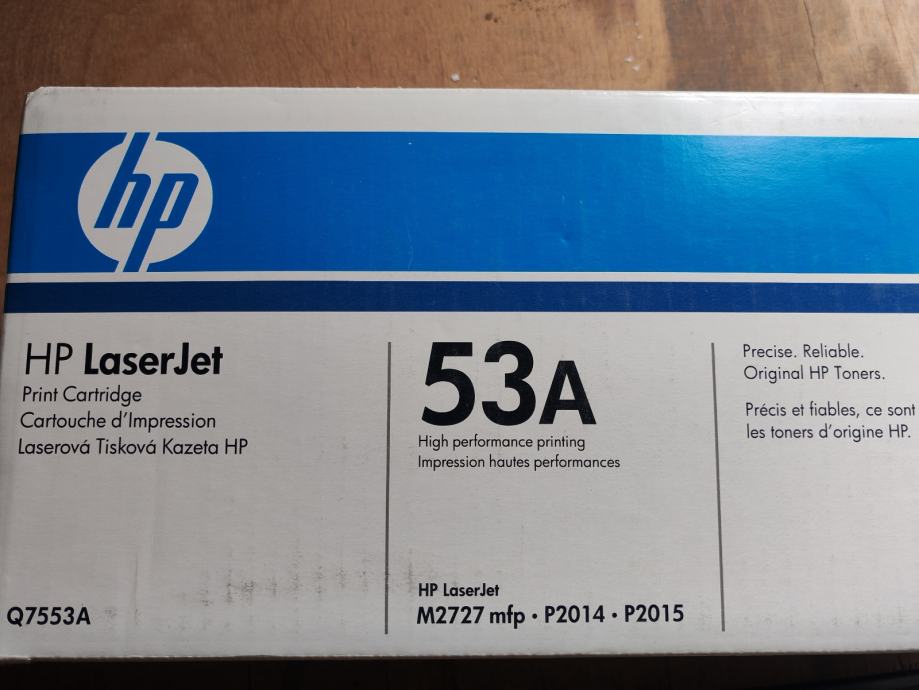 hp
HP LaserJet
Print Cartridge
Cartouche d'Impression
Laserová Tisková Kazeta HP
Q7553A
53A
High performance printing
Impression hautes performances
HP LaserJet
M2727 mfp • P2014 • P2015
Precise. Reliable.
Original HP Toners.
Précis et fiables, ce sont
les toners d'origine HP.